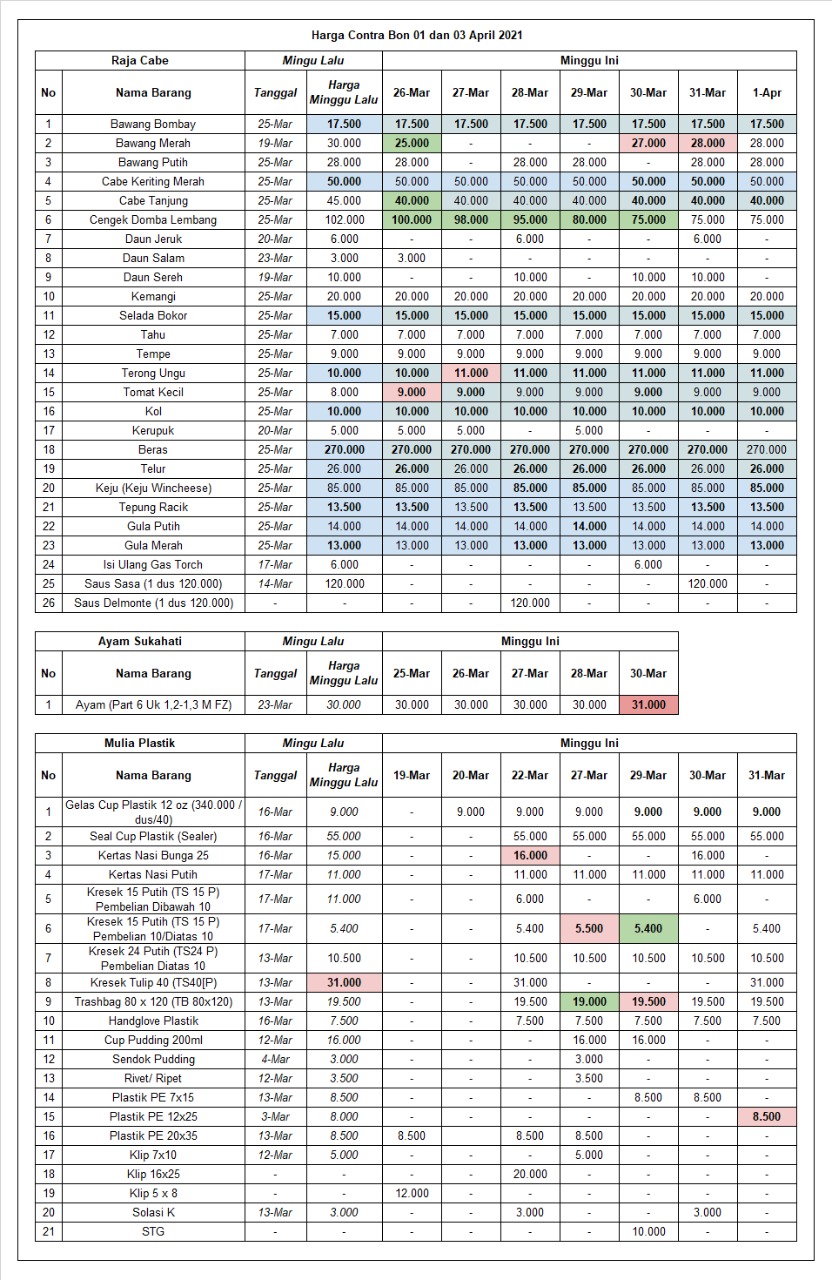 Harga Contra Bon 01 dan 03 April 2021
Raja Cabe Mingu Lalu Minggu Ini
No Nama Barang Tanggal Harga Minggu Lalu 26-Mar 27-Mar 28-Mar 29-Mar 30-Mar 31-Mar 1-Apr
1 Bawang Bombay 25-Mar 17.500 17.500 17.500 17.500 17.500 17.500 17.500 17.500
2 Bawang Merah 19-Mar 30.000 25.000 - - - 27.000 28.000 28.000
3 Bawang Putih 25-Mar 28.000 28.000 - 28.000 28.000 - 28.000 28.000
4 Cabe Keriting Merah 25-Mar 50.000 50.000 50.000 50.000 50.000 50.000 50.000 50.000
5 Cabe Tanjung 25-Mar 45.000 40.000 40.000 40.000 40.000 40.000 40.000 40.000
6 Cengek Domba Lembang 25-Mar 102.000 100.000 98.000 95.000 80.000 75.000 75.000 75.000
7 Daun Jeruk 20-Mar 6.000 - - 6.000 - - 6.000 -
8 Daun Salam 23-Mar 3.000 3.000 - - - - - -
9 Daun Sereh 19-Mar 10.000 - - 10.000 - 10.000 10.000 -
10 Kemangi 25-Mar 20.000 20.000 20.000 20.000 20.000 20.000 20.000 20.000
11 Selada Bokor 25-Mar 15.000 15.000 15.000 15.000 15.000 15.000 15.000 15.000
12 Tahu 25-Mar 7.000 7.000 7.000 7.000 7.000 7.000 7.000 7.000
13 Tempe 25-Mar 9.000 9.000 9.000 9.000 9.000 9.000 9.000 9.000
14 Terong Ungu 25-Mar 10.000 10.000 11.000 11.000 11.000 11.000 11.000 11.000
15 Tomat Kecil 25-Mar 8.000 9.000 9.000 9.000 9.000 9.000 9.000 9.000
16 Kol 25-Mar 10.000 10.000 10.000 10.000 10.000 10.000 10.000 10.000
17 Kerupuk 20-Mar 5.000 5.000 5.000 - 5.000 - - -
18 Beras 25-Mar 270.000 270.000 270.000 270.000 270.000 270.000 270.000 270.000
19 Telur 25-Mar 26.000 26.000 26.000 26.000 26.000 26.000 26.000 26.000
20 Keju (Keju Wincheese) 25-Mar 85.000 85.000 85.000 85.000 85.000 85.000 85.000 85.000
21 Tepung Racik 25-Mar 13.500 13.500 13.500 13.500 13.500 13.500 13.500 13.500
22 Gula Putih 25-Mar 14.000 14.000 14.000 14.000 14.000 14.000 14.000 14.000
23 Gula Merah 25-Mar 13.000 13.000 13.000 13.000 13.000 13.000 13.000 13.000
24 Isi Ulang Gas Torch 17-Mar 6.000 - - - - 6.000 - -
25 Saus Sasa (1 dus 120.000) 14-Mar 120.000 - - - - - 120.000 -
26 Saus Delmonte (1 dus 120.000) - - - - 120.000 - - - -
Ayam Sukahati Mingu Lalu Minggu Ini
No Nama Barang Tanggal Harga Minggu Lalu 25-Mar 26-Mar 27-Mar 28-Mar 30-Mar
1 Ayam (Part 6 Uk 1,2-1,3 M FZ) 23-Mar 30.000 30.000 30.000 30.000 30.000 31.000
Mulia Plastik Mingu Lalu Minggu Ini
No Nama Barang Tanggal Harga Minggu Lalu 19-Mar 20-Mar 22-Mar 27-Mar 29-Mar 30-Mar 31-Mar
1 Gelas Cup Plastik 12 oz (340.000 / dus/40) 16-Mar 9.000 - 9.000 9.000 9.000 9.000 9.000 9.000
2 Seal Cup Plastik (Sealer) 16-Mar 55.000 - - 55.000 55.000 55.000 55.000 55.000
3 Kertas Nasi Bunga 25 16-Mar 15.000 - - 16.000 - - 16.000 -
4 Kertas Nasi Putih 17-Mar 11.000 - - 11.000 11.000 11.000 11.000 11.000
5 Kresek 15 Putih (TS 15 P) Pembelian Dibawah 10 17-Mar 11.000 - - 6.000 - - 6.000 -
6 Kresek 15 Putih (TS 15 P) Pembelian 10/Diatas 10 17-Mar 5.400 - - 5.400 5.500 5.400 - 5.400
7 Kresek 24 Putih (TS24 P) Pembelian Diatas 10 13-Mar 10.500 - - 10.500 10.500 10.500 10.500 10.500
8 Kresek Tulip 40 (TS40[P) 13-Mar 31.000 - - 31.000 - - - 31.000
9 Trashbag 80 x 120 (TB 80x120) 13-Mar 19.500 - - 19.500 19.000 19.500 19.500 19.500
10 Handglove Plastik 16-Mar 7.500 - - 7.500 7.500 7.500 7.500 7.500
11 Cup Pudding 200ml 12-Mar 16.000 - - - 16.000 16.000 - -
12 Sendok Pudding 4-Mar 3.000 - - - 3.000 - - -
13 Rivet/ Ripet 12-Mar 3.500 - - - 3.500 - - -
14 Plastik PE 7x15 13-Mar 8.500 - - - - 8.500 8.500 -
15 Plastik PE 12x25 3-Mar 8.000 - - - - - - 8.500
16 Plastik PE 20x35 13-Mar 8.500 8.500 - 8.500 8.500 - - -
17 Klip 7x10 12-Mar 5.000 - - - 5.000 - - -
18 Klip 16x25 - - - - 20.000 - - - -
19 Klip 5 x 8 - - 12.000 - - - - - -
20 Solasi K 13-Mar 3.000 - - 3.000 - - 3.000 -
21 STG - - - - - - 10.000 - -